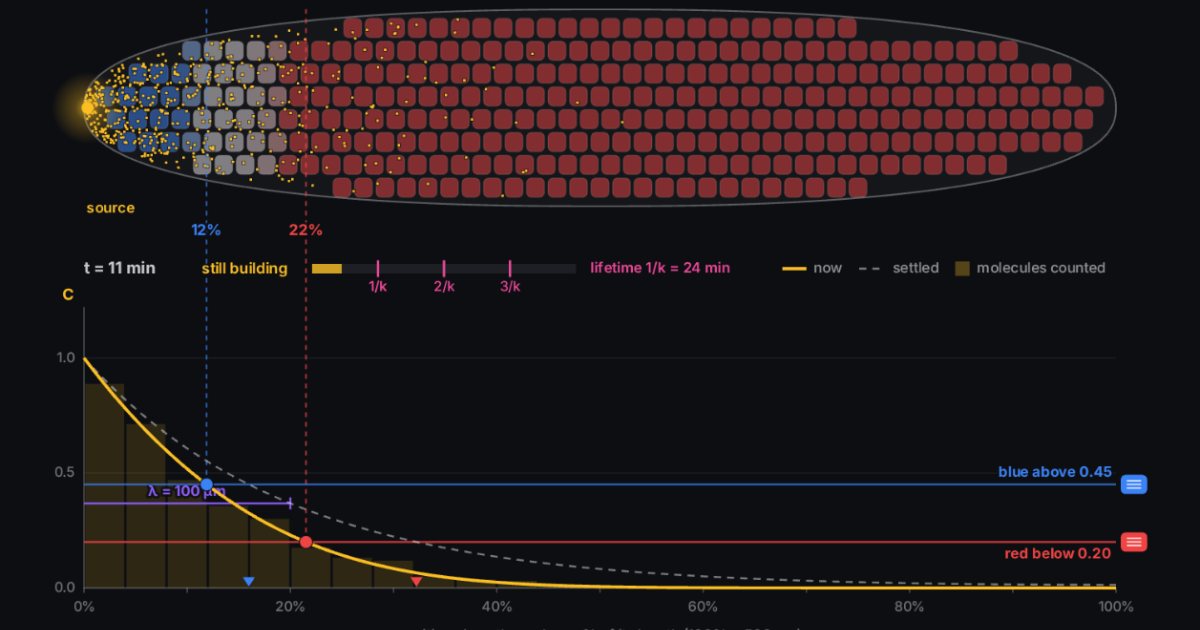 source
12%
22%
t = 11 min
still building
1/k
2/k
3/k
lifetime 1/k = 24 min
now
settled
molecules counted
C
1.0
0.5
0.0
λ = 100 µm
blue above 0.45
red below 0.20
0%
20%
40%
60%
80%
100%